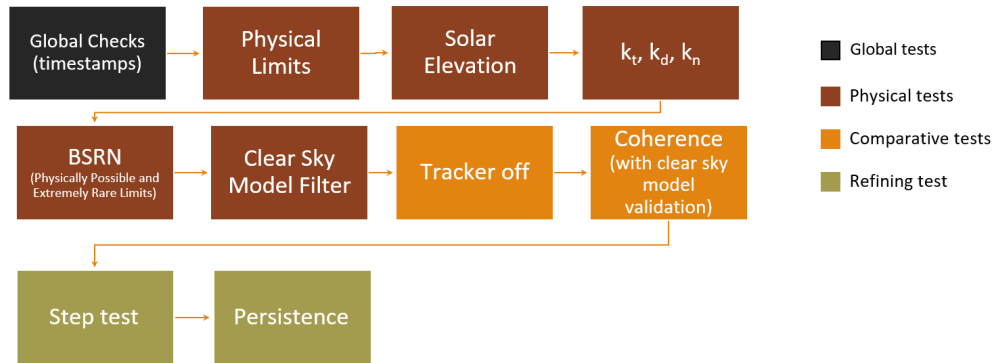 Global Checks
(timestamps)
Physical
Limits
Solar
Elevation
kt, kd, kn
Global tests
Physical tests
Comparative tests
Refining test
BSRN
(Physically Possible and
Extremely Rare Limits)
Clear Sky
Model Filter
Tracker off
Coherence
(with clear sky
model
validation)
Step test
Persistence